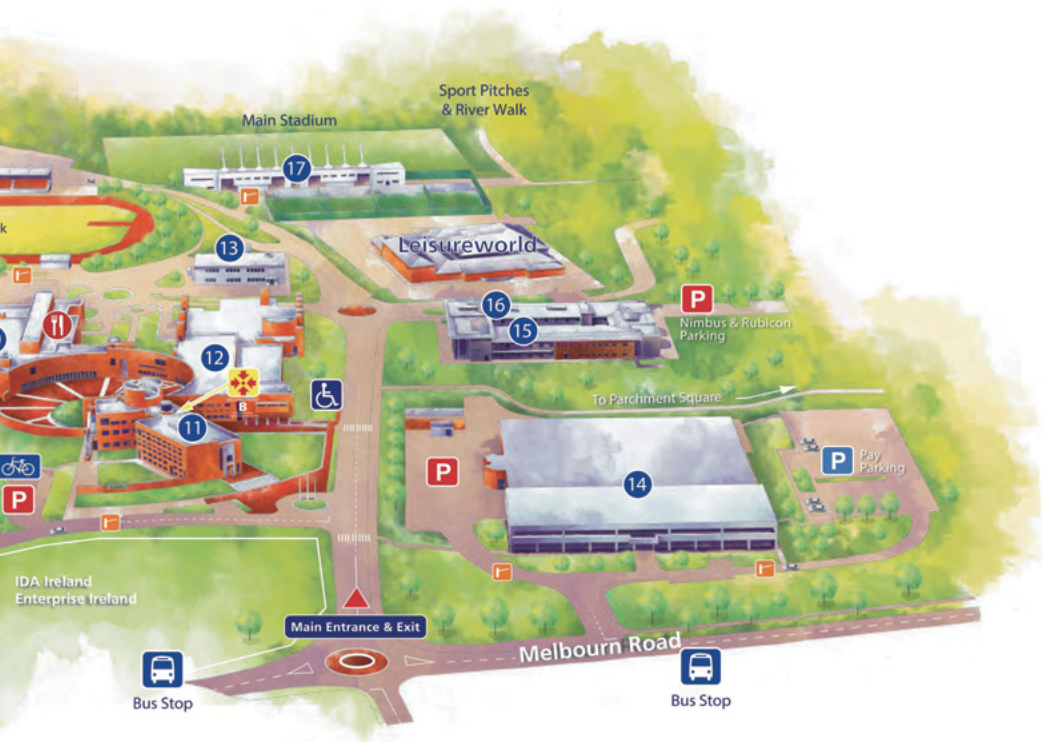 Sport Pitches
& River Walk
Main Stadium
17
k
13
Leisureworld
16
15
P
Nimbus & Rubicon
Parking
12
B
11
To Parchment Square
P
P
Pay
Parking
14
P
IDA Ireland
Enterprise Ireland
Main Entrance & Exit
Melbourn Road
Bus Stop
Bus Stop